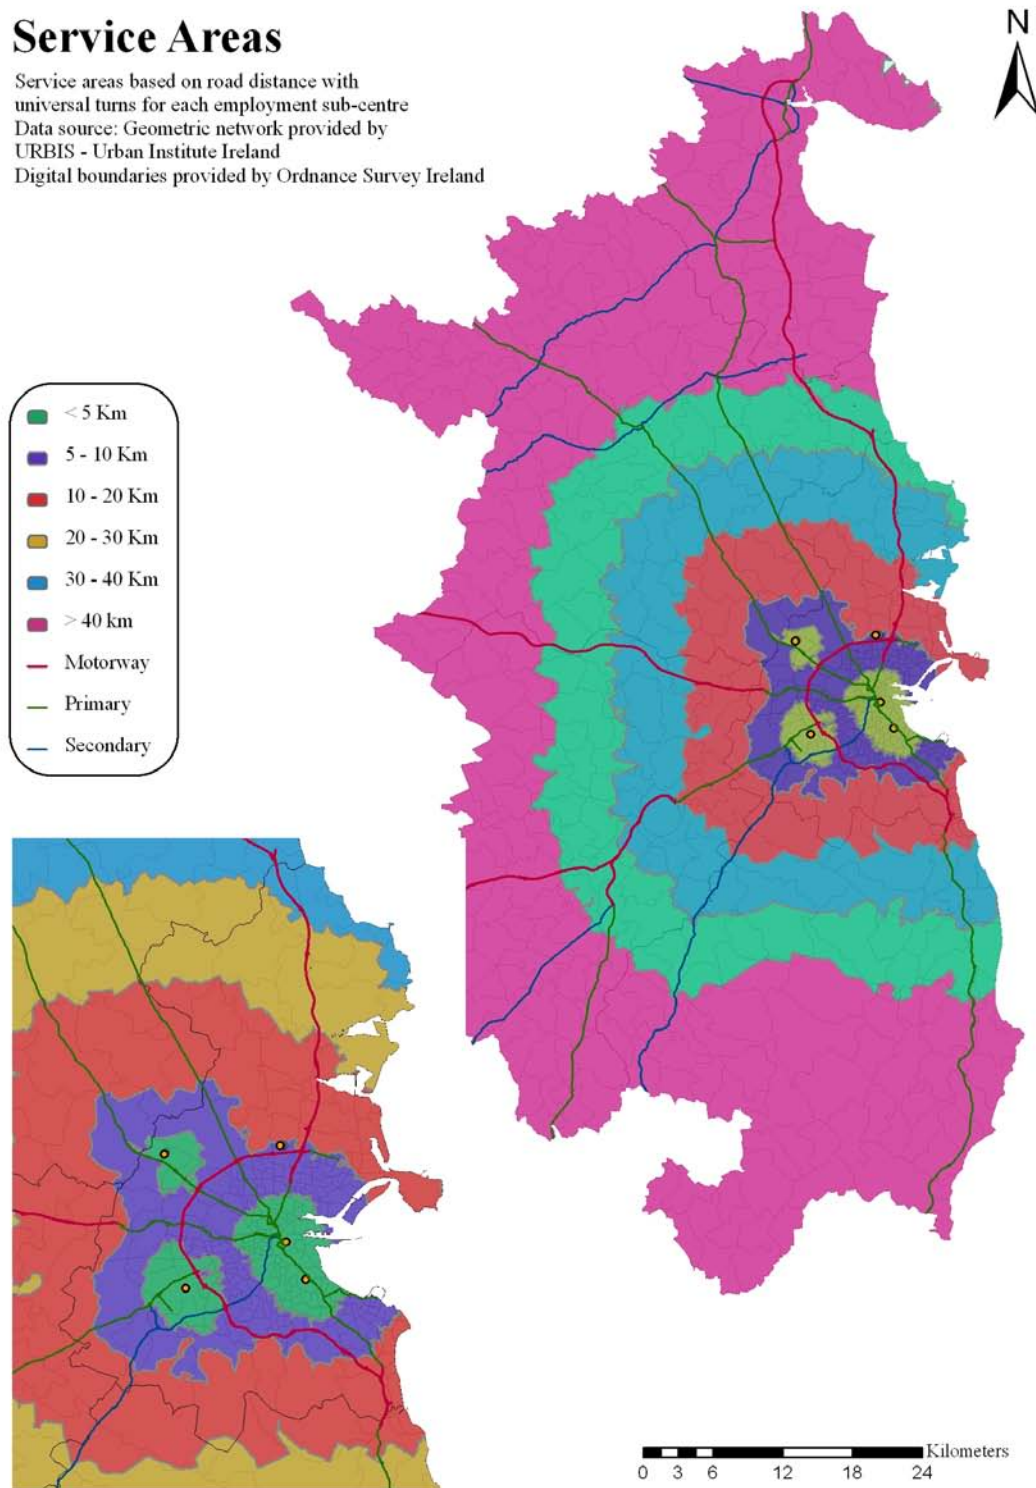 Service Areas
Service areas based on road distance with
universal turns for each employment sub-centre
Data source: Geometric network provided by
URBIS - Urban Institute Ireland
Digital boundaries provided by Ordnance Survey Ireland
N
< 5 Km
5 - 10 Km
10 - 20 Km
20 - 30 Km
30 - 40 Km
> 40 km
Motorway
Primary
Secondary
Kilometers
0 3 6 12 18 24